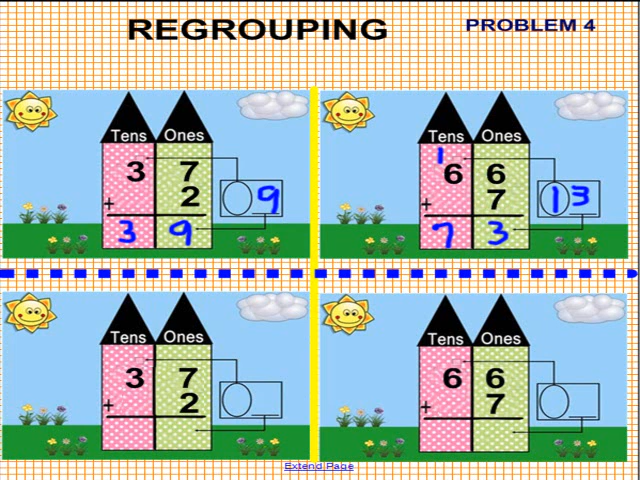 REGROUPING
PROBLEM 4
Tens Ones
3 7
+ 2
9
3 9
Tens Ones
1
6 6
+ 7
13
7 3
Tens Ones
3 7
+ 2
Tens Ones
6 6
+ 7
Extend Page